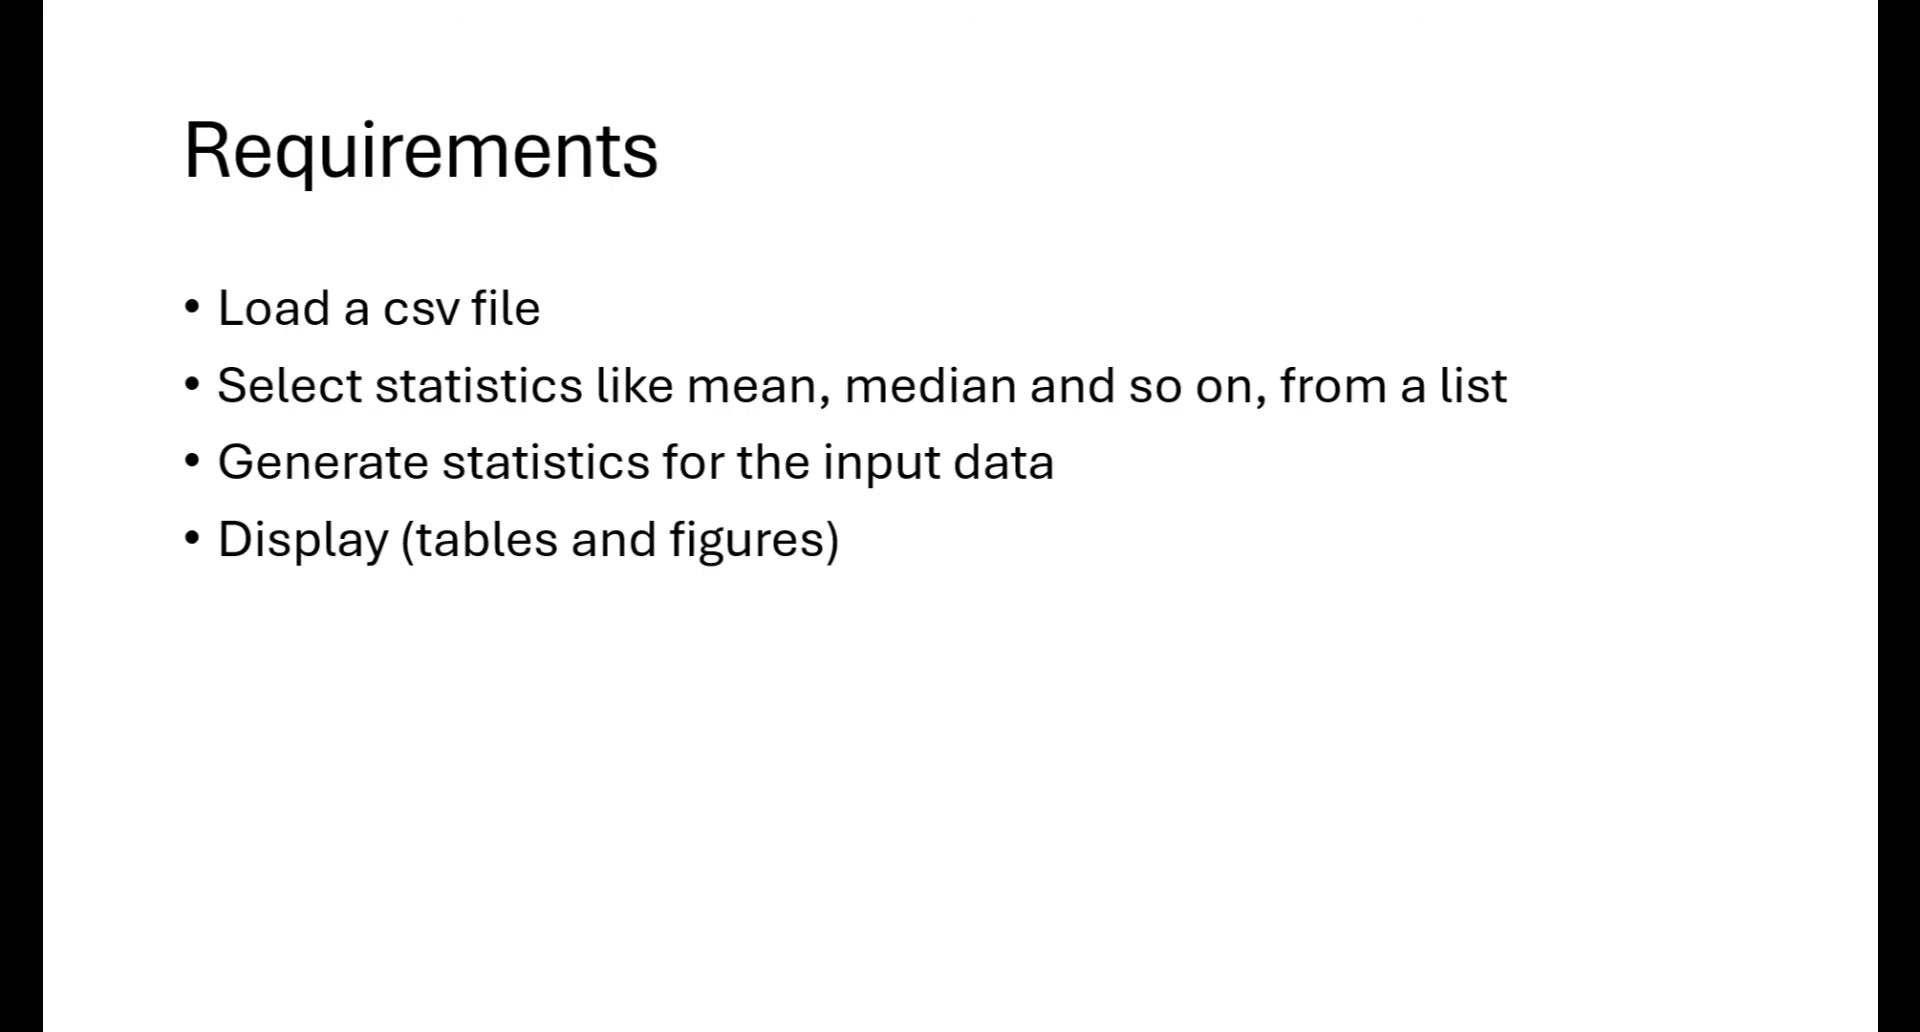 Requirements
• Load a csv file
• Select statistics like mean, median and so on, from a list
• Generate statistics for the input data
• Display (tables and figures)